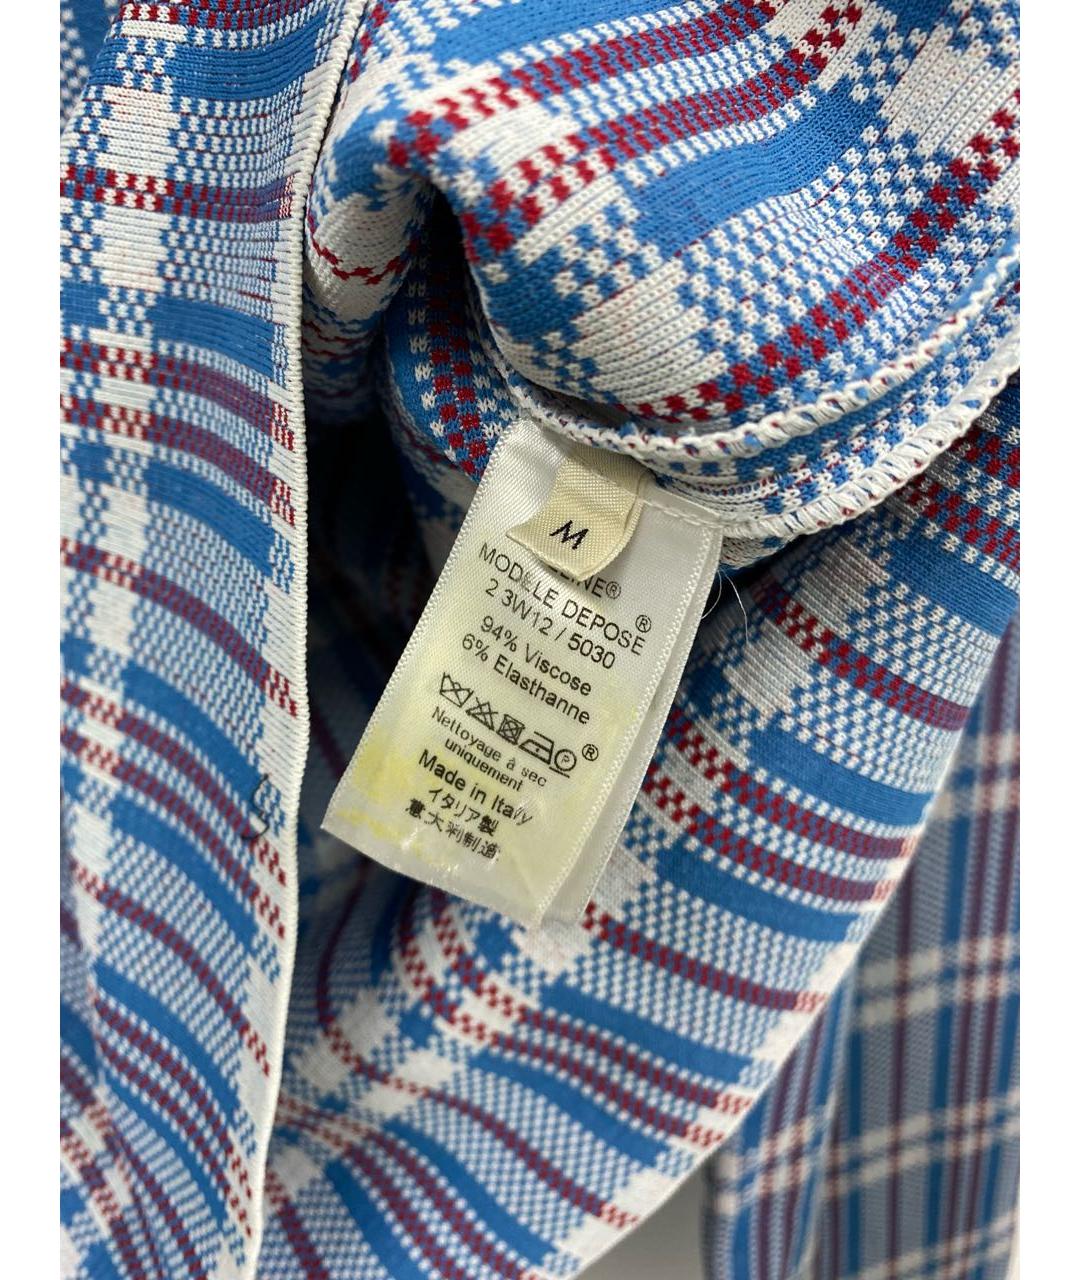 M
MODÈLE DEPOSE ®
2 3W12 / 5030
94% Viscose
6% Elasthanne
P ®
Nettoyage à sec
uniquement
Made in Italy
イタリア製
意大利制造